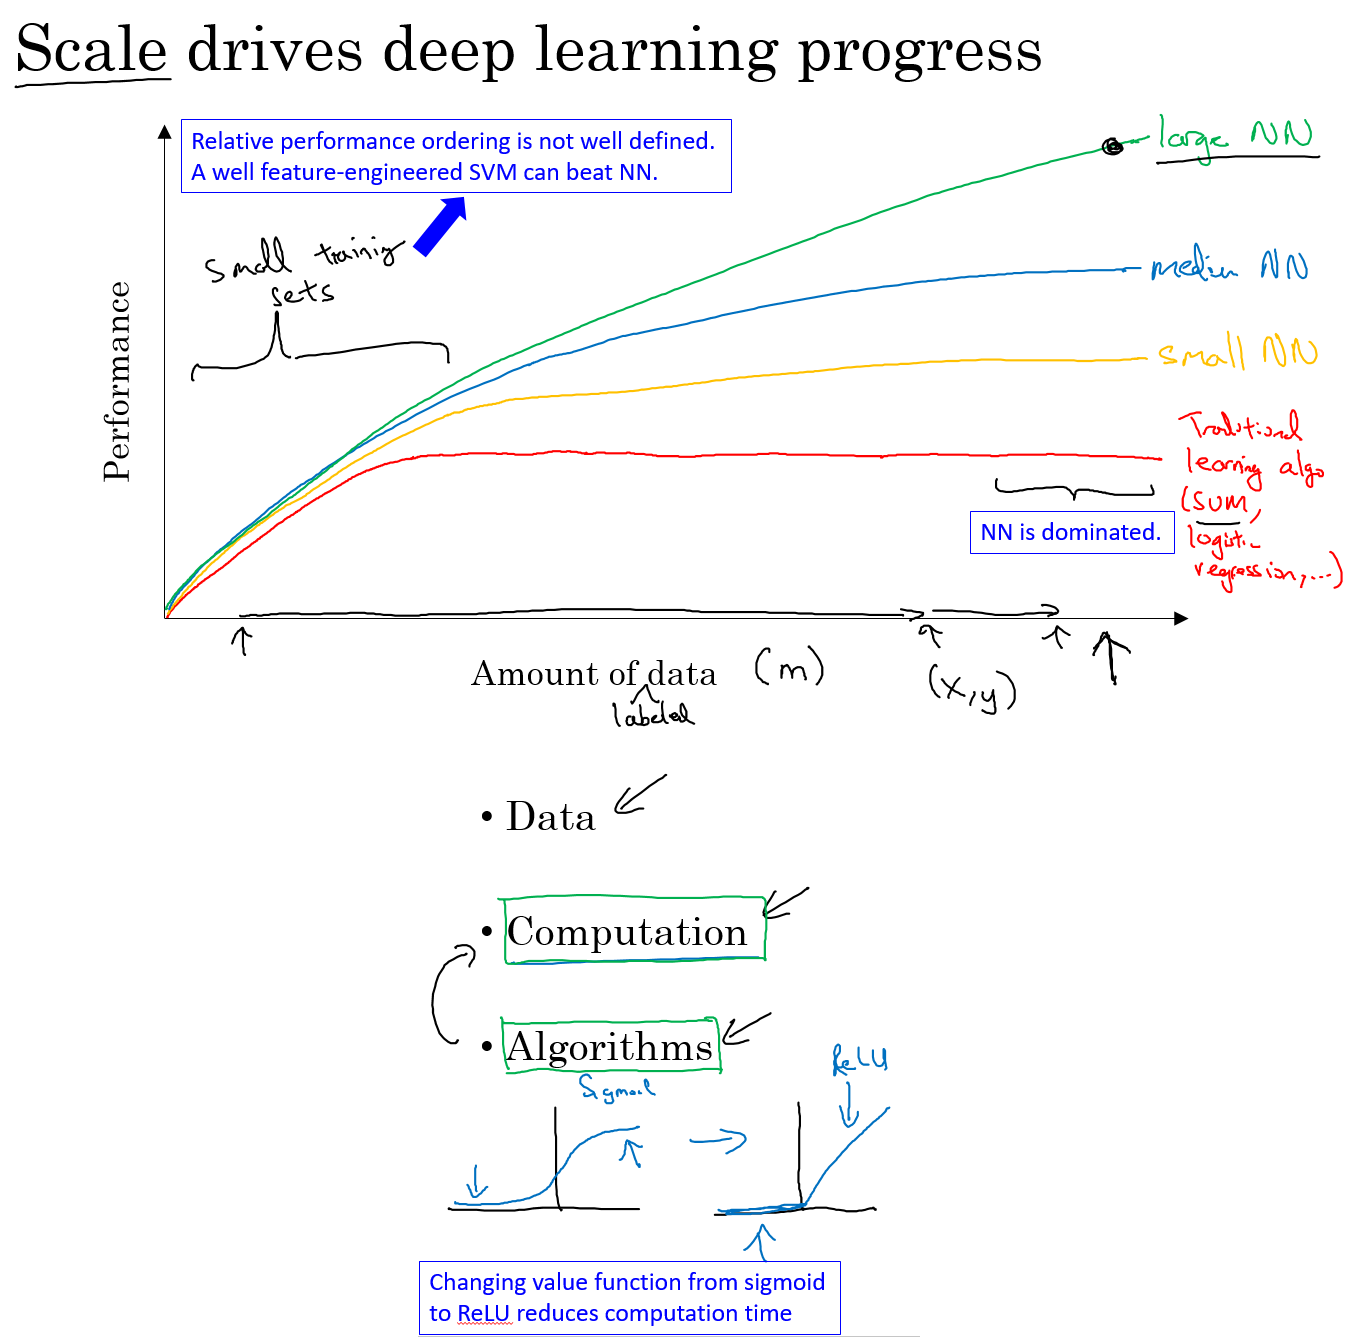 Scale drives deep learning progress
Relative performance ordering is not well defined.
A well feature-engineered SVM can beat NN.
small training
sets
Performance
large NN
medium NN
small NN
Traditional
learning algo
(SVM,
logistic
regression,...)
NN is dominated.
Amount of data (m)
labeled
(x,y)
• Data
• Computation
• Algorithms
Sigmoid
ReLU
Changing value function from sigmoid
to ReLU reduces computation time